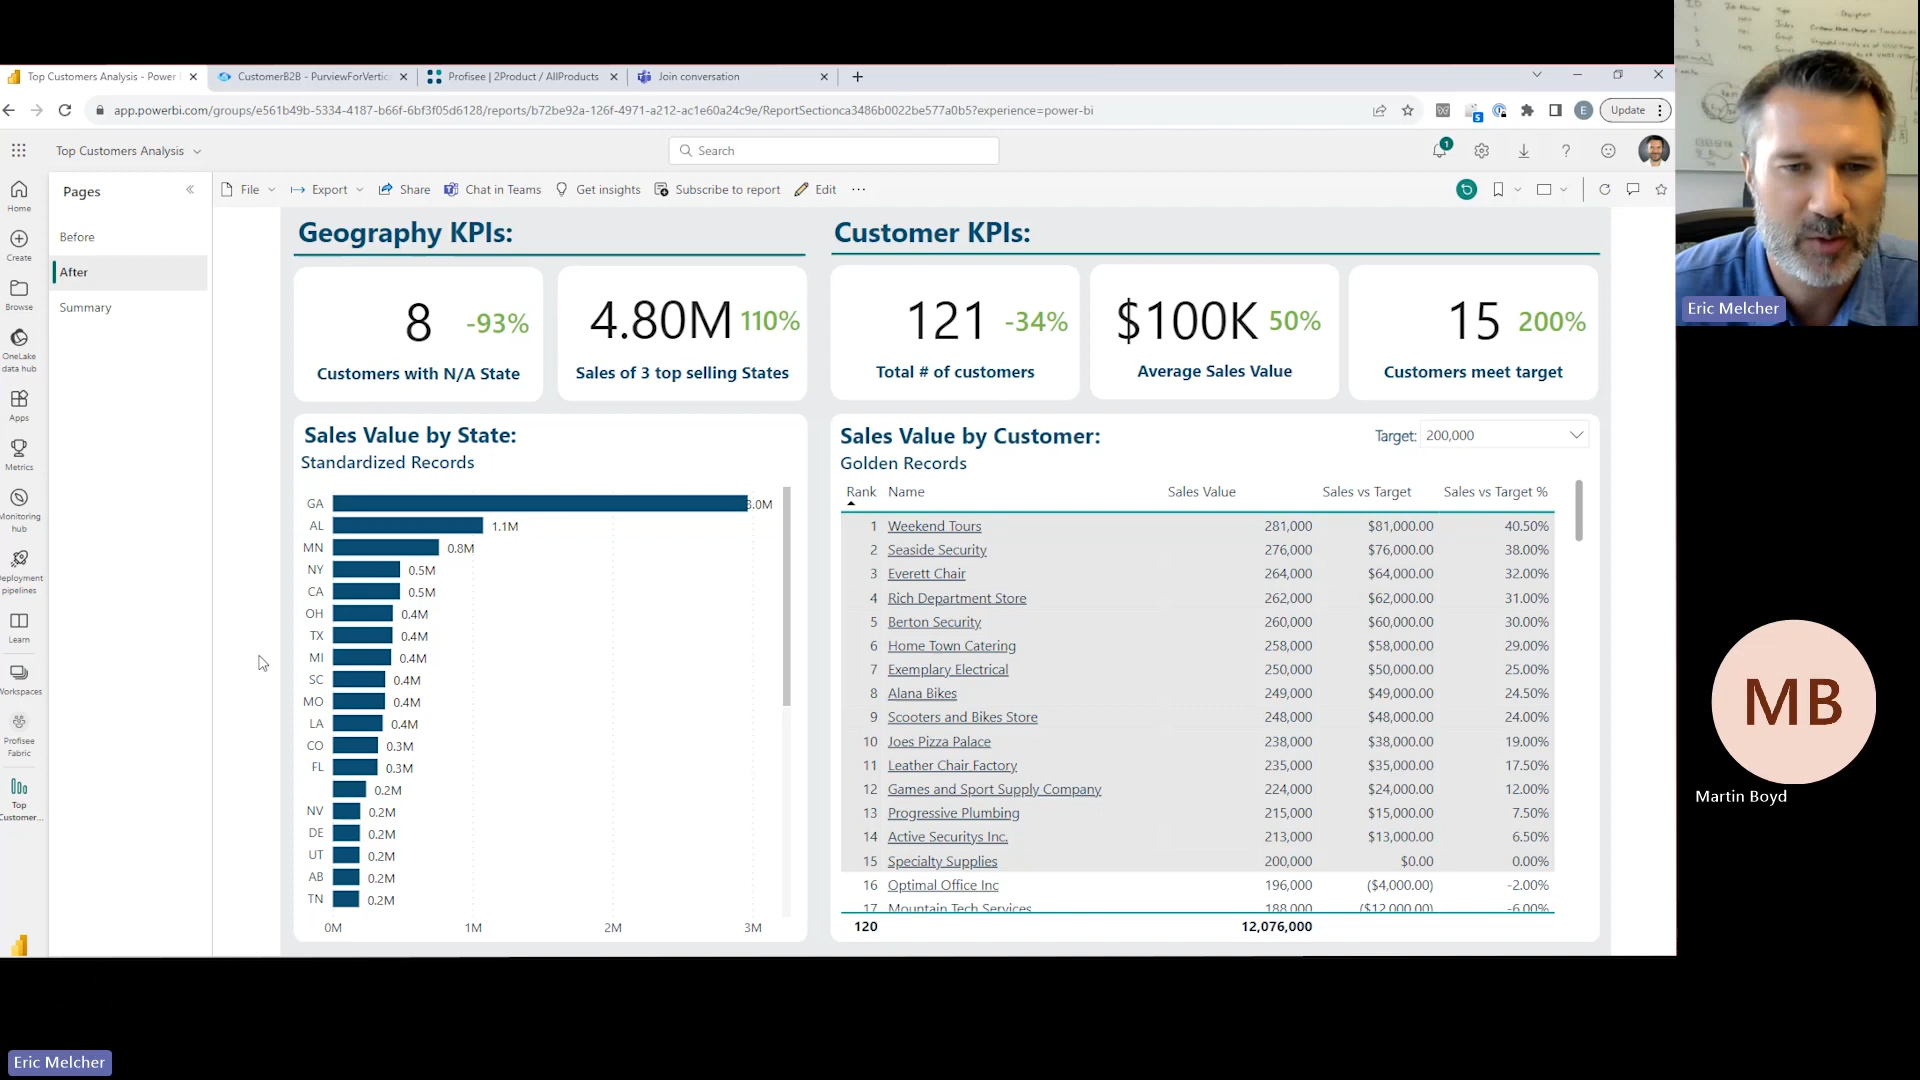 Top Customers Analysis - Power
CustomerB2B - PurviewForVertic
Profisee | 2Product / AllProducts
Join conversation
app.powerbi.com/groups/e561b49b-5334-4187-b66f-6bf3f05d6128/reports/b72be92a-126f-4971-a212-ac1e60a24c9e/ReportSectionca3486b0022be577a0b5?experience=power-bi
5
E
Update
Top Customers Analysis
Search
1
Home
Create
Browse
OneLake
data hub
Apps
Metrics
Monitoring
hub
Deployment
pipelines
Learn
Workspaces
Profisee
Fabric
Top
Customer...
Pages
Before
After
Summary
File
Export
Share
Chat in Teams
Get insights
Subscribe to report
Edit
Geography KPIs:
8 -93%
Customers with N/A State
4.80M 110%
Sales of 3 top selling States
Customer KPIs:
121 -34%
Total # of customers
$100K 50%
Average Sales Value
15 200%
Customers meet target
Sales Value by State:
Standardized Records
GA 3.0M
AL 1.1M
MN 0.8M
NY 0.5M
CA 0.5M
OH 0.4M
TX 0.4M
MI 0.4M
SC 0.4M
MO 0.4M
LA 0.4M
CO 0.3M
FL 0.3M
0.2M
NV 0.2M
DE 0.2M
UT 0.2M
AB 0.2M
TN 0.2M
0M 1M 2M 3M
Sales Value by Customer:
Target: 200,000
Golden Records
Rank Name Sales Value Sales vs Target Sales vs Target %
1 Weekend Tours 281,000 $81,000.00 40.50%
2 Seaside Security 276,000 $76,000.00 38.00%
3 Everett Chair 264,000 $64,000.00 32.00%
4 Rich Department Store 262,000 $62,000.00 31.00%
5 Berton Security 260,000 $60,000.00 30.00%
6 Home Town Catering 258,000 $58,000.00 29.00%
7 Exemplary Electrical 250,000 $50,000.00 25.00%
8 Alana Bikes 249,000 $49,000.00 24.50%
9 Scooters and Bikes Store 248,000 $48,000.00 24.00%
10 Joes Pizza Palace 238,000 $38,000.00 19.00%
11 Leather Chair Factory 235,000 $35,000.00 17.50%
12 Games and Sport Supply Company 224,000 $24,000.00 12.00%
13 Progressive Plumbing 215,000 $15,000.00 7.50%
14 Active Securitys Inc. 213,000 $13,000.00 6.50%
15 Specialty Supplies 200,000 $0.00 0.00%
16 Optimal Office Inc 196,000 ($4,000.00) -2.00%
17 Mountain Tech Services 188,000 ($12,000.00) -6.00%
120 12,076,000
Eric Melcher
MB
Martin Boyd
Eric Melcher